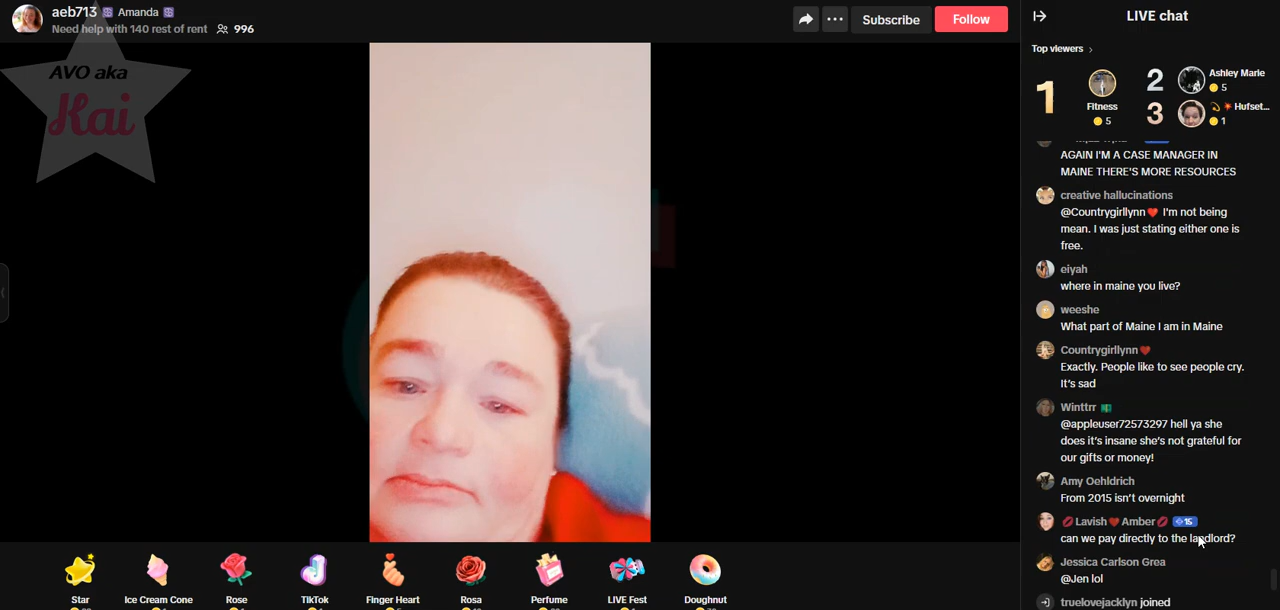 aeb713 Amanda
Need help with 140 rest of rent 996
Subscribe
Follow
LIVE chat
AVO aka
Kai
Top viewers
1
Fitness
5
2
Ashley Marie
5
3
Hufset...
1
AGAIN I'M A CASE MANAGER IN
MAINE THERE'S MORE RESOURCES
creative hallucinations
@Countrygirllynn❤️ I'm not being
mean. I was just stating either one is
free.
eiyah
where in maine you live?
weeshe
What part of Maine I am in Maine
Countrygirllynn❤️
Exactly. People like to see people cry.
It's sad
Winttrr
@appleuser72573297 hell ya she
does it's insane she's not grateful for
our gifts or money!
Amy Oehldrich
From 2015 isn't overnight
💋Lavish❤️Amber💋 15
can we pay directly to the landlord?
Jessica Carlson Grea
@Jen lol
truelovejacklyn joined
Star
Ice Cream Cone
Rose
TikTok
Finger Heart
Rosa
Perfume
LIVE Fest
Doughnut